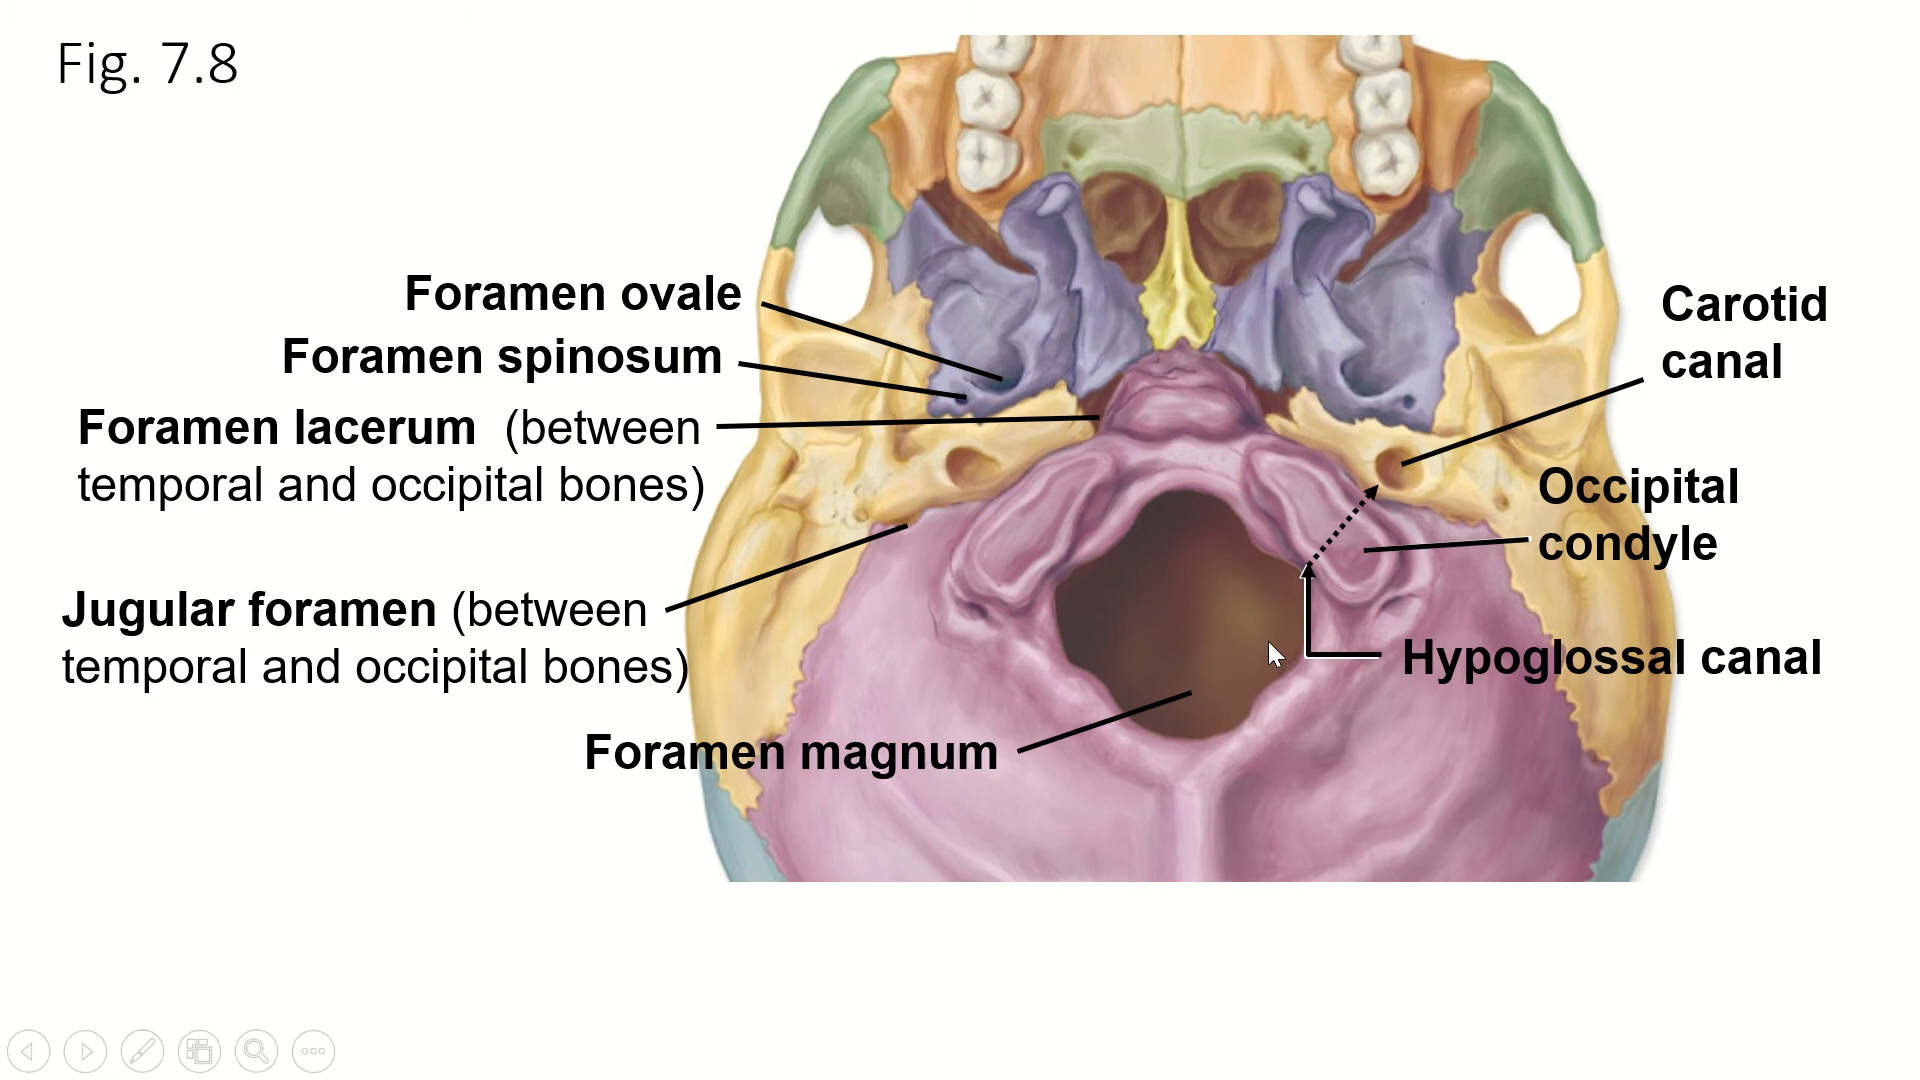 Fig. 7.8
Foramen ovale
Foramen spinosum
Foramen lacerum (between
temporal and occipital bones)
Jugular foramen (between
temporal and occipital bones)
Foramen magnum
Carotid
canal
Occipital
condyle
Hypoglossal canal